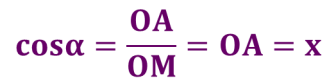 cosα = OA/OM = OA = x